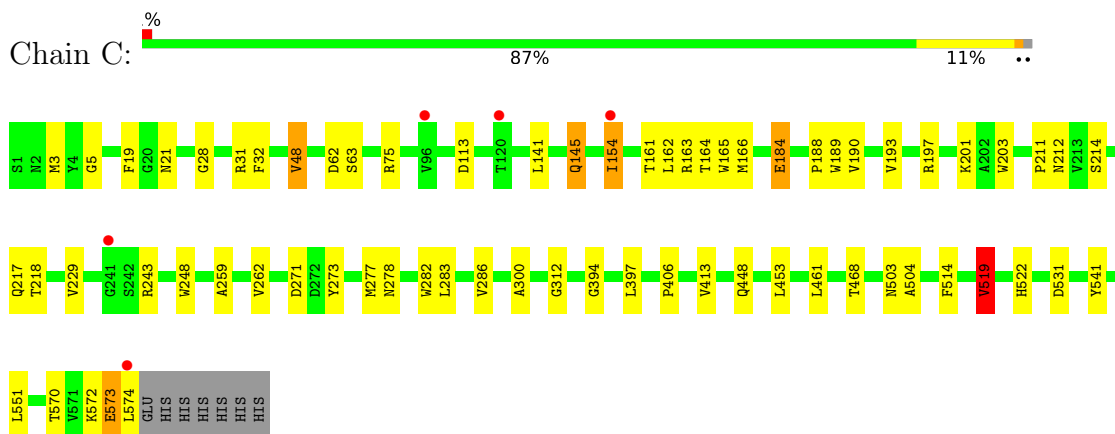 %
Chain C:
87% 11% ••
S1 N2 M3 Y4 G5 F19 G20 N21 G28 R31 F32 V48 D62 S63 R75 V96 D113 T120 L141 Q145 I154 T161 L162 R163 T164 W165 M166 E184 P188 W189 V190 V193 R197 K201 A202 W203 P211 N212 V213 S214
Q217 T218 V229 G241 S242 R243 W248 A259 V262 D271 D272 Y273 M277 N278 W282 L283 V286 A300 G312 G394 L397 P406 V413 Q448 L453 L461 T468 N503 A504 F514 V519 H522 D531 Y541
L551 T570 V571 K572 E573 L574 GLU HIS HIS HIS HIS HIS HIS